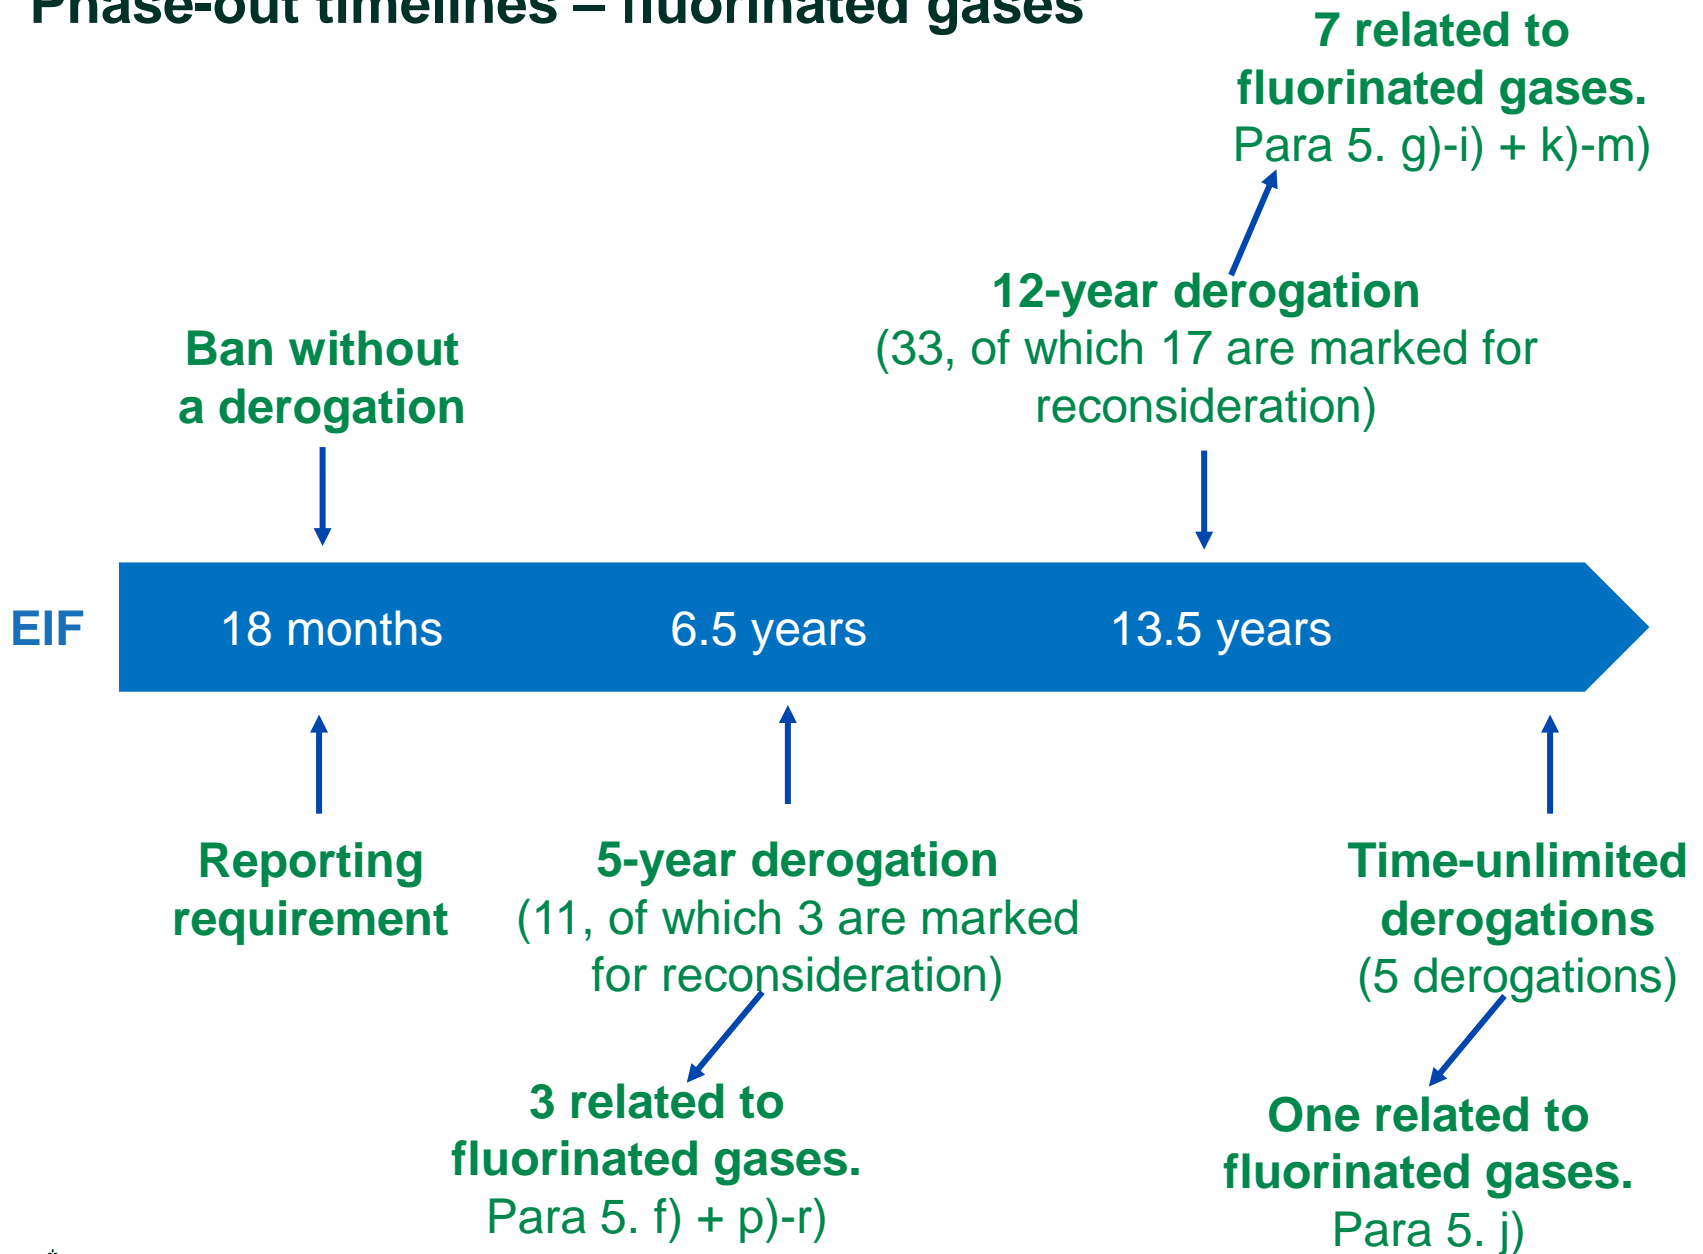 Phase-out timelines – fluorinated gases
7 related to
fluorinated gases.
Para 5. g)-i) + k)-m)
12-year derogation
(33, of which 17 are marked for
reconsideration)
Ban without
a derogation
EIF
18 months
6.5 years
13.5 years
Reporting
requirement
5-year derogation
(11, of which 3 are marked
for reconsideration)
3 related to
fluorinated gases.
Para 5. f) + p)-r)
Time-unlimited
derogations
(5 derogations)
One related to
fluorinated gases.
Para 5. j)